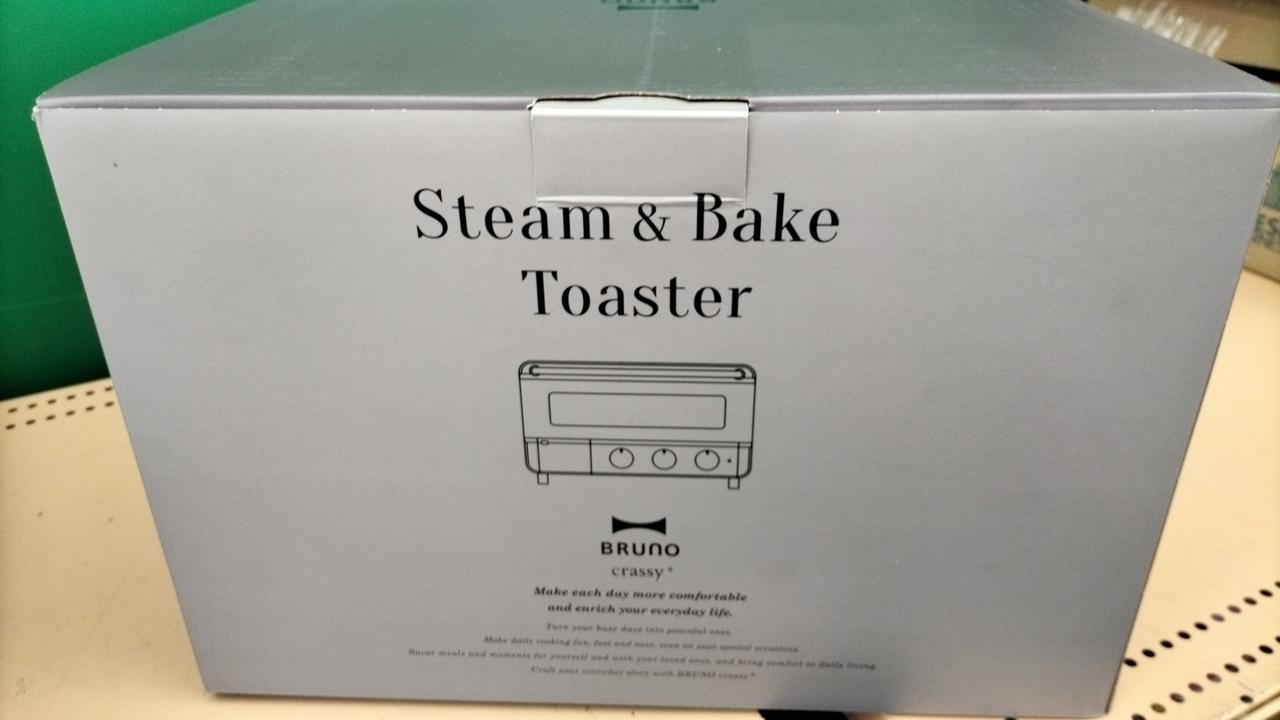 BRUNO
Steam & Bake
Toaster
BRUNO
crassy+
Make each day more comfortable
and enrich your everyday life.
Turn your busy days into peaceful ones.
Make daily cooking fun, fast and easy, even on your special occasions.
Savor meals and moments for yourself and with your loved ones, and bring comfort to daily living.
Craft your everyday story with BRUNO crassy+